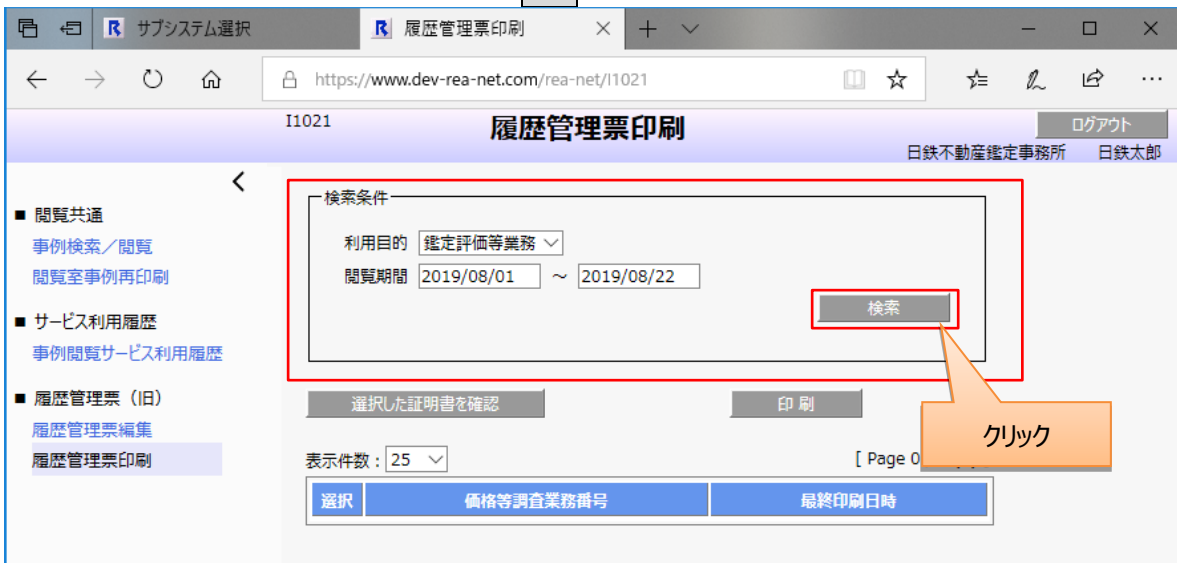 サブシステム選択
履歴管理票印刷
https://www.dev-rea-net.com/rea-net/I1021
I1021
履歴管理票印刷
ログアウト
日鉄不動産鑑定事務所 日鉄太郎
検索条件
■ 閲覧共通
事例検索／閲覧
利用目的 鑑定評価等業務
閲覧室事例再印刷
閲覧期間 2019/08/01 ～ 2019/08/22
検索
■ サービス利用履歴
事例閲覧サービス利用履歴
■ 履歴管理票（旧）
選択した証明書を確認
印 刷
履歴管理票編集
クリック
履歴管理票印刷
表示件数：25
[ Page 0
選択 価格等調査業務番号 最終印刷日時